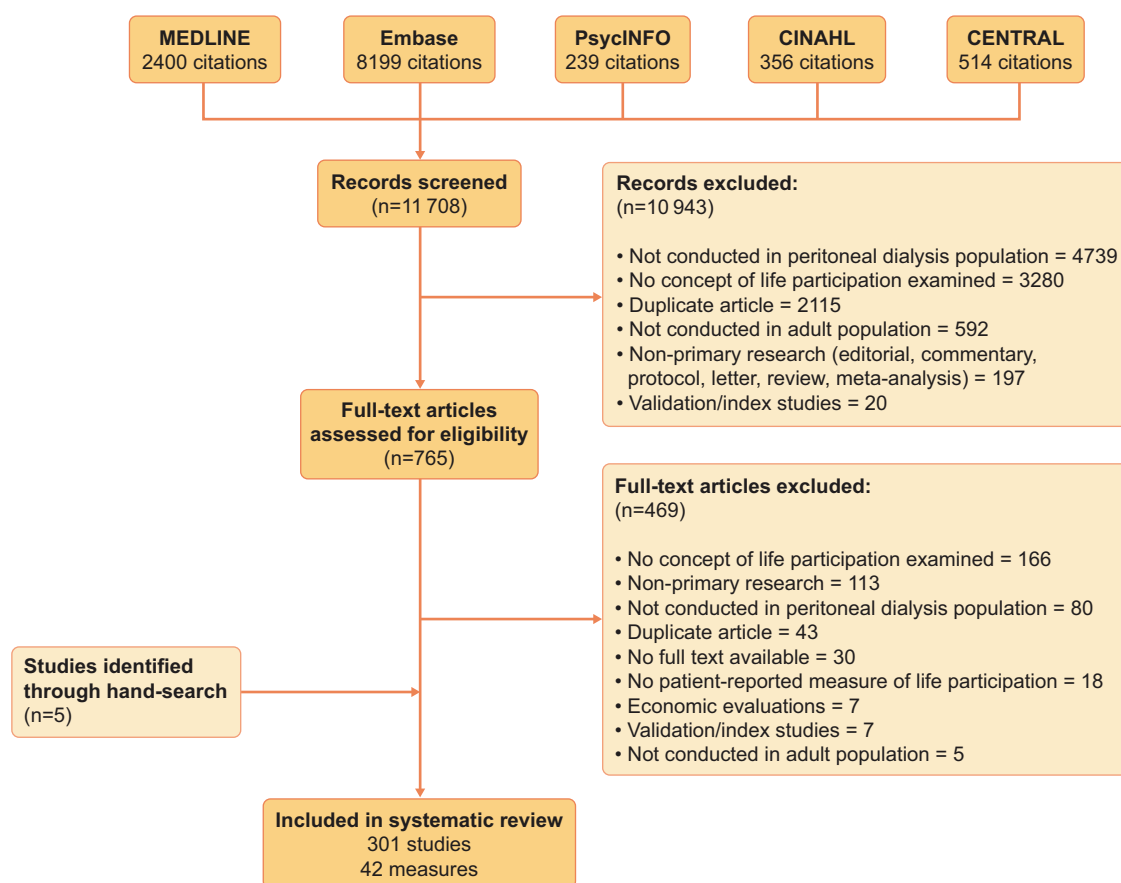 MEDLINE
2400 citations
Embase
8199 citations
PsycINFO
239 citations
CINAHL
356 citations
CENTRAL
514 citations
Records screened
(n=11 708)
Records excluded:
(n=10 943)
• Not conducted in peritoneal dialysis population = 4739
• No concept of life participation examined = 3280
• Duplicate article = 2115
• Not conducted in adult population = 592
• Non-primary research (editorial, commentary,
protocol, letter, review, meta-analysis) = 197
• Validation/index studies = 20
Full-text articles
assessed for eligibility
(n=765)
Full-text articles excluded:
(n=469)
• No concept of life participation examined = 166
• Non-primary research = 113
• Not conducted in peritoneal dialysis population = 80
• Duplicate article = 43
• No full text available = 30
• No patient-reported measure of life participation = 18
• Economic evaluations = 7
• Validation/index studies = 7
• Not conducted in adult population = 5
Studies identified
through hand-search
(n=5)
Included in systematic review
301 studies
42 measures